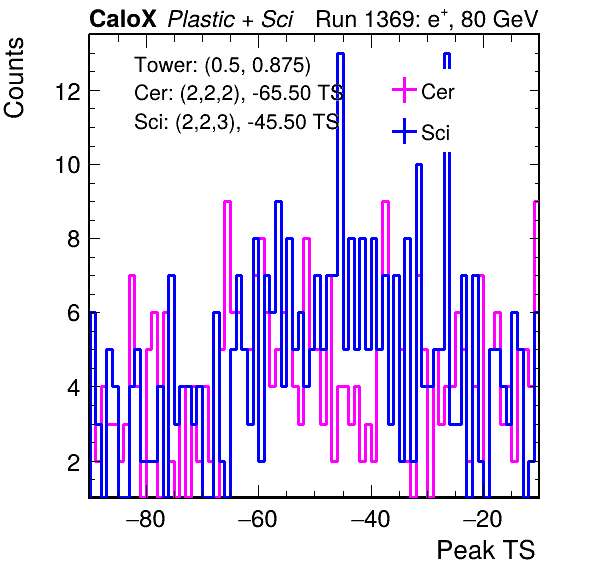 CaloX Plastic + Sci Run 1369: e⁺, 80 GeV
Counts
Tower: (0.5, 0.875)
Cer: (2,2,2), -65.50 TS
Sci: (2,2,3), -45.50 TS
Cer
Sci
12
10
8
6
4
2
−80 −60 −40 −20
Peak TS